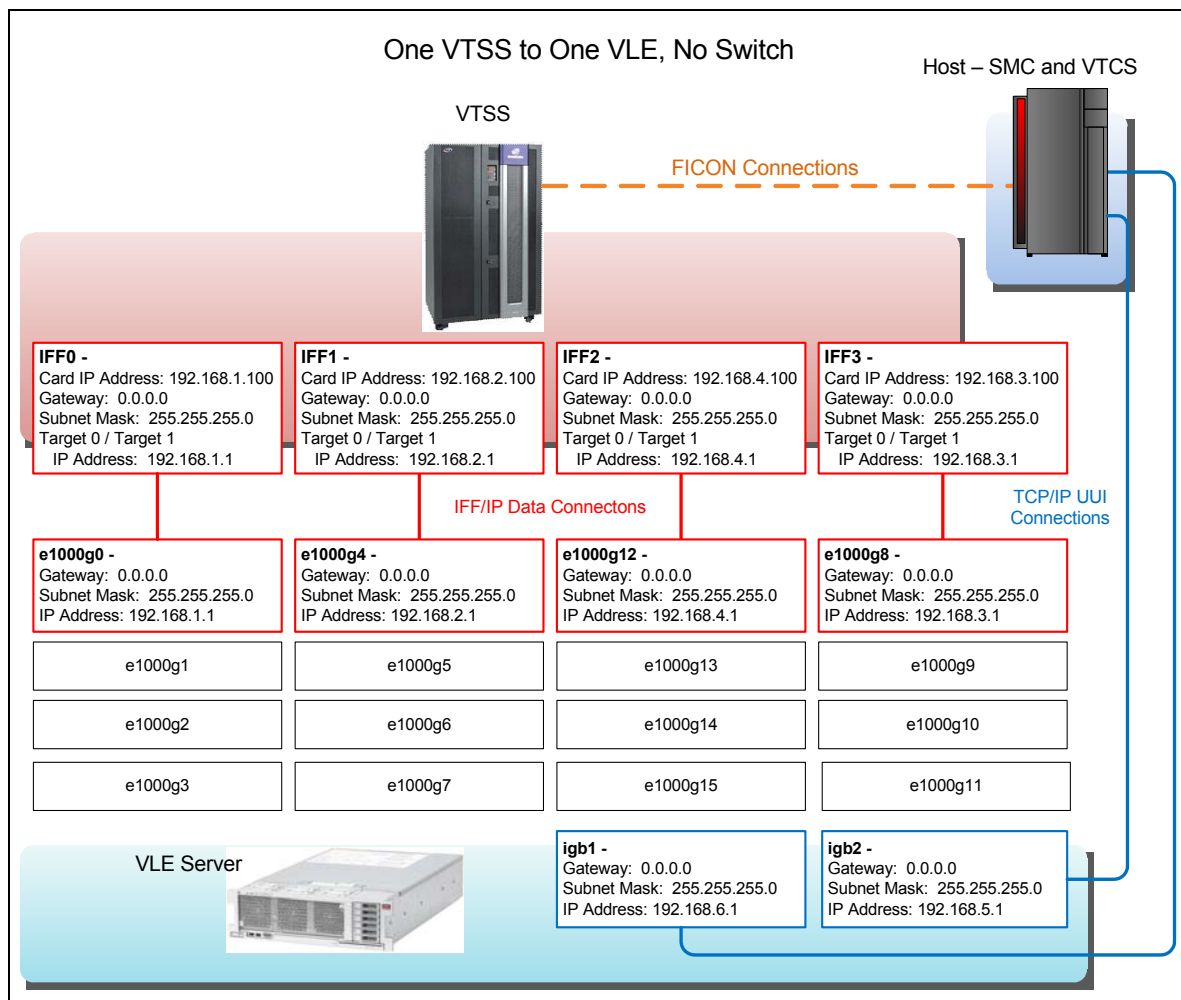 One VTSS to One VLE, No Switch
Host – SMC and VTCS
VTSS
FICON Connections
IFF0 -
Card IP Address: 192.168.1.100
Gateway: 0.0.0.0
Subnet Mask: 255.255.255.0
Target 0 / Target 1
IP Address: 192.168.1.1
IFF1 -
Card IP Address: 192.168.2.100
Gateway: 0.0.0.0
Subnet Mask: 255.255.255.0
Target 0 / Target 1
IP Address: 192.168.2.1
IFF2 -
Card IP Address: 192.168.4.100
Gateway: 0.0.0.0
Subnet Mask: 255.255.255.0
Target 0 / Target 1
IP Address: 192.168.4.1
IFF3 -
Card IP Address: 192.168.3.100
Gateway: 0.0.0.0
Subnet Mask: 255.255.255.0
Target 0 / Target 1
IP Address: 192.168.3.1
IFF/IP Data Connectons
TCP/IP UUI
Connections
e1000g0 -
Gateway: 0.0.0.0
Subnet Mask: 255.255.255.0
IP Address: 192.168.1.1
e1000g4 -
Gateway: 0.0.0.0
Subnet Mask: 255.255.255.0
IP Address: 192.168.2.1
e1000g12 -
Gateway: 0.0.0.0
Subnet Mask: 255.255.255.0
IP Address: 192.168.4.1
e1000g8 -
Gateway: 0.0.0.0
Subnet Mask: 255.255.255.0
IP Address: 192.168.3.1
e1000g1
e1000g5
e1000g13
e1000g9
e1000g2
e1000g6
e1000g14
e1000g10
e1000g3
e1000g7
e1000g15
e1000g11
VLE Server
igb1 -
Gateway: 0.0.0.0
Subnet Mask: 255.255.255.0
IP Address: 192.168.6.1
igb2 -
Gateway: 0.0.0.0
Subnet Mask: 255.255.255.0
IP Address: 192.168.5.1